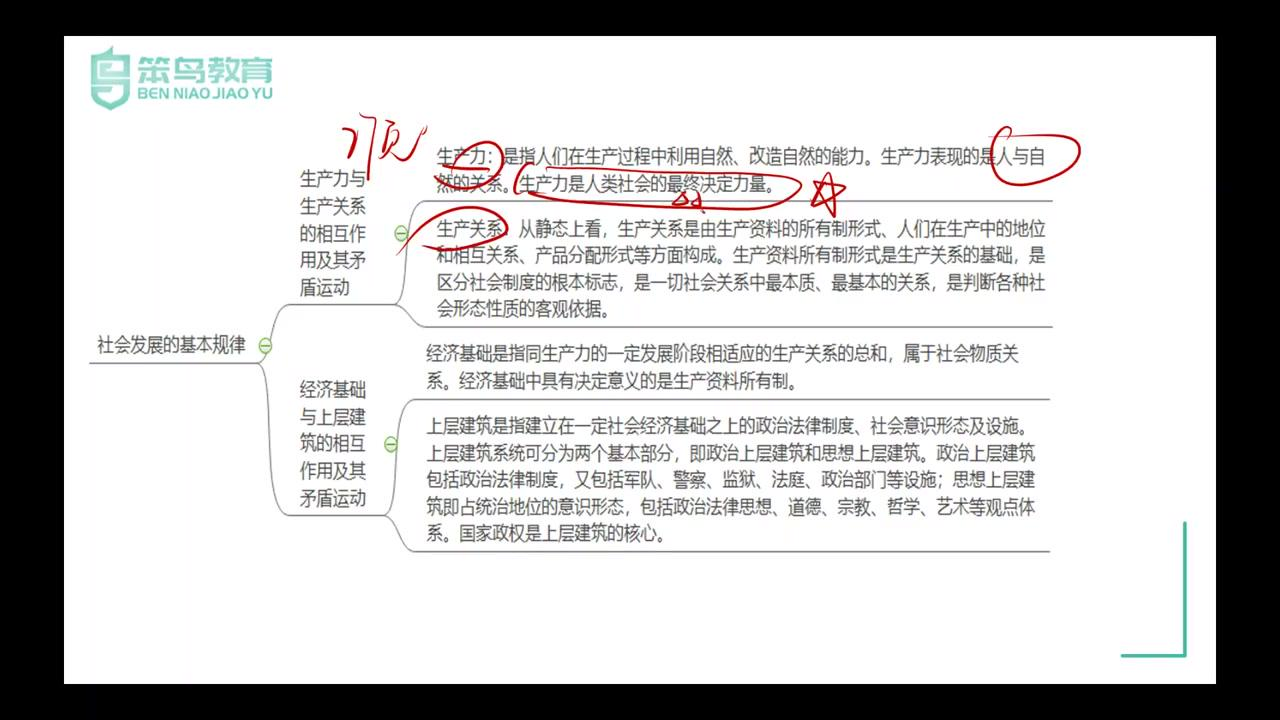 笨鸟教育
BEN NIAO JIAO YU
生产力与
生产关系
的相互作
用及其矛
盾运动
生产力：是指人们在生产过程中利用自然、改造自然的能力。生产力表现的是人与自
然的关系。生产力是人类社会的最终决定力量。
生产关系：从静态上看，生产关系是由生产资料的所有制形式、人们在生产中的地位
和相互关系、产品分配形式等方面构成。生产资料所有制形式是生产关系的基础，是
区分社会制度的根本标志，是一切社会关系中最本质、最基本的关系，是判断各种社
会形态性质的客观依据。
社会发展的基本规律
经济基础
与上层建
筑的相互
作用及其
矛盾运动
经济基础是指同生产力的一定发展阶段相适应的生产关系的总和，属于社会物质关
系。经济基础中具有决定意义的是生产资料所有制。
上层建筑是指建立在一定社会经济基础之上的政治法律制度、社会意识形态及设施。
上层建筑系统可分为两个基本部分，即政治上层建筑和思想上层建筑。政治上层建筑
包括政治法律制度，又包括军队、警察、监狱、法庭、政治部门等设施；思想上层建
筑即占统治地位的意识形态，包括政治法律思想、道德、宗教、哲学、艺术等观点体
系。国家政权是上层建筑的核心。